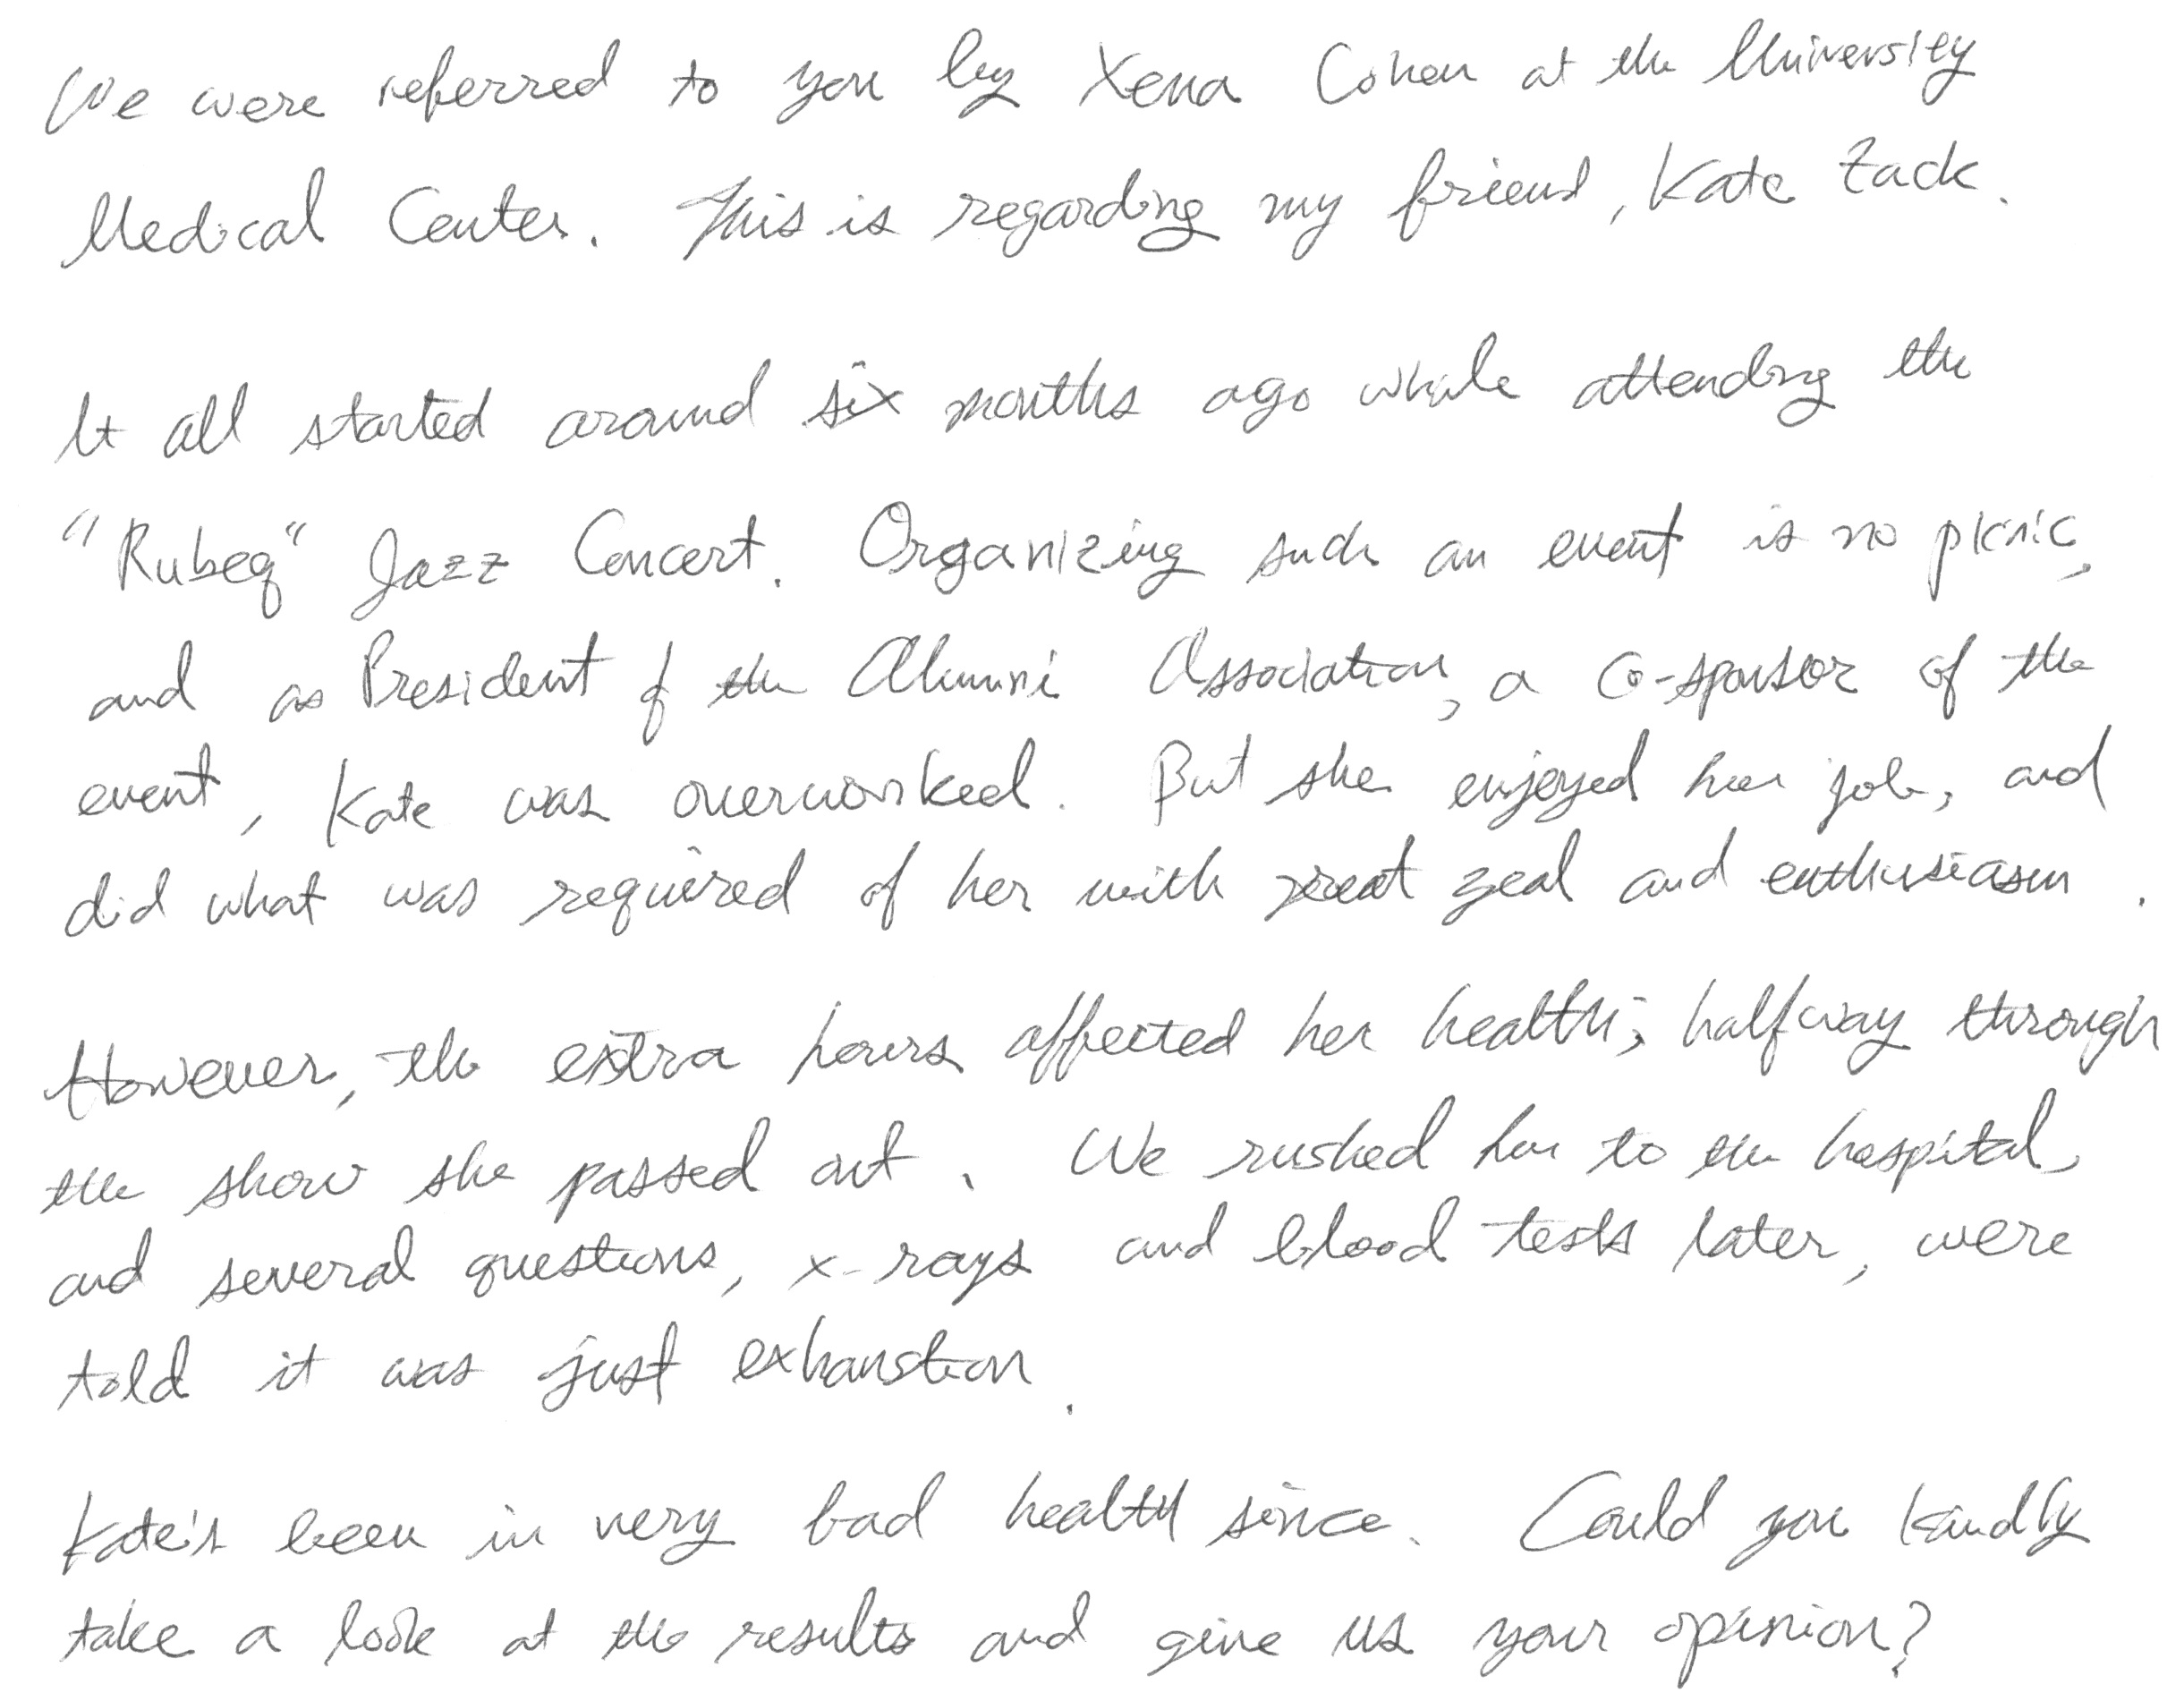 We were referred to you by Xena Cohen at the University
Medical Center. This is regarding my friend, Kate Zack.
It all started around six months ago while attending the
"Rubeq" Jazz Concert. Organizing such an event is no picnic,
and as President of the Alumni Association, a co-sponsor of the
event, Kate was overworked. But she enjoyed her job, and
did what was required of her with great zeal and enthusiasm.
However, the extra hours affected her health; halfway through
the show she passed out. We rushed her to the hospital,
and several questions, x-rays and blood tests later, were
told it was just exhaustion.
Kate's been in very bad health since. Could you kindly
take a look at the results and give us your opinion?